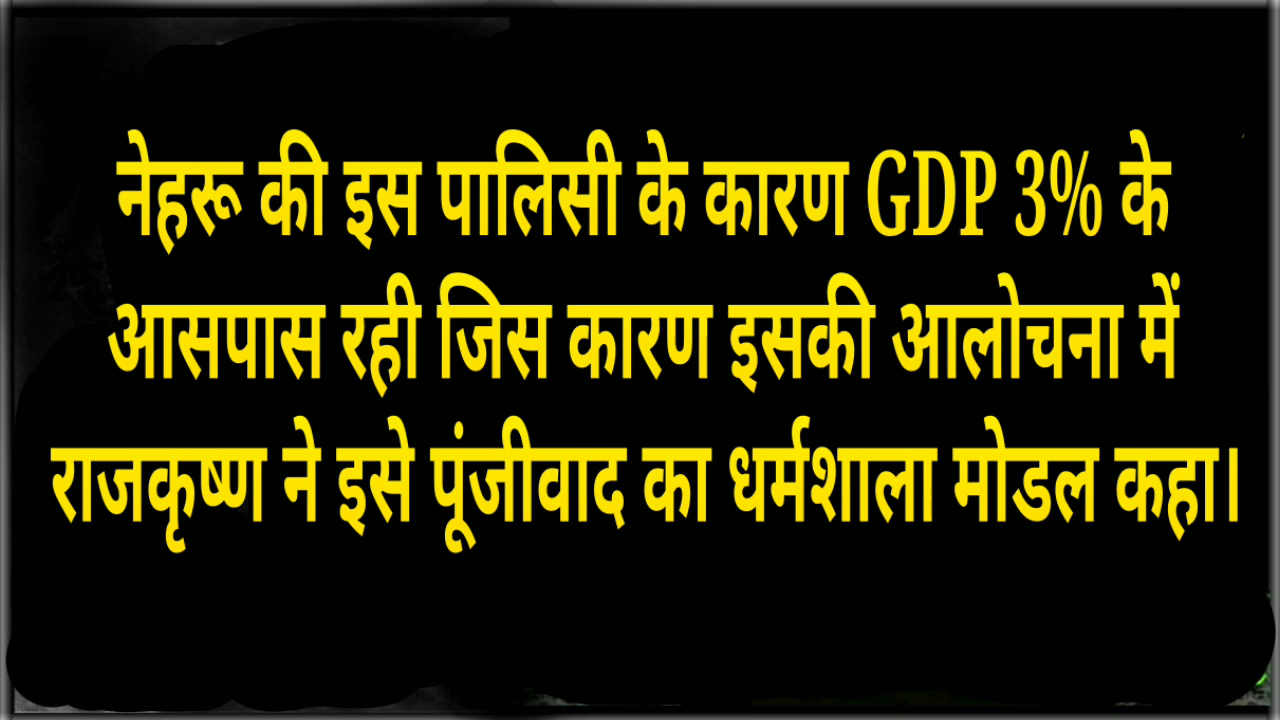 नेहरू की इस पालिसी के कारण GDP 3% के
आसपास रही जिस कारण इसकी आलोचना में
राजकृष्ण ने इसे पूंजीवाद का धर्मशाला मोडल कहा।